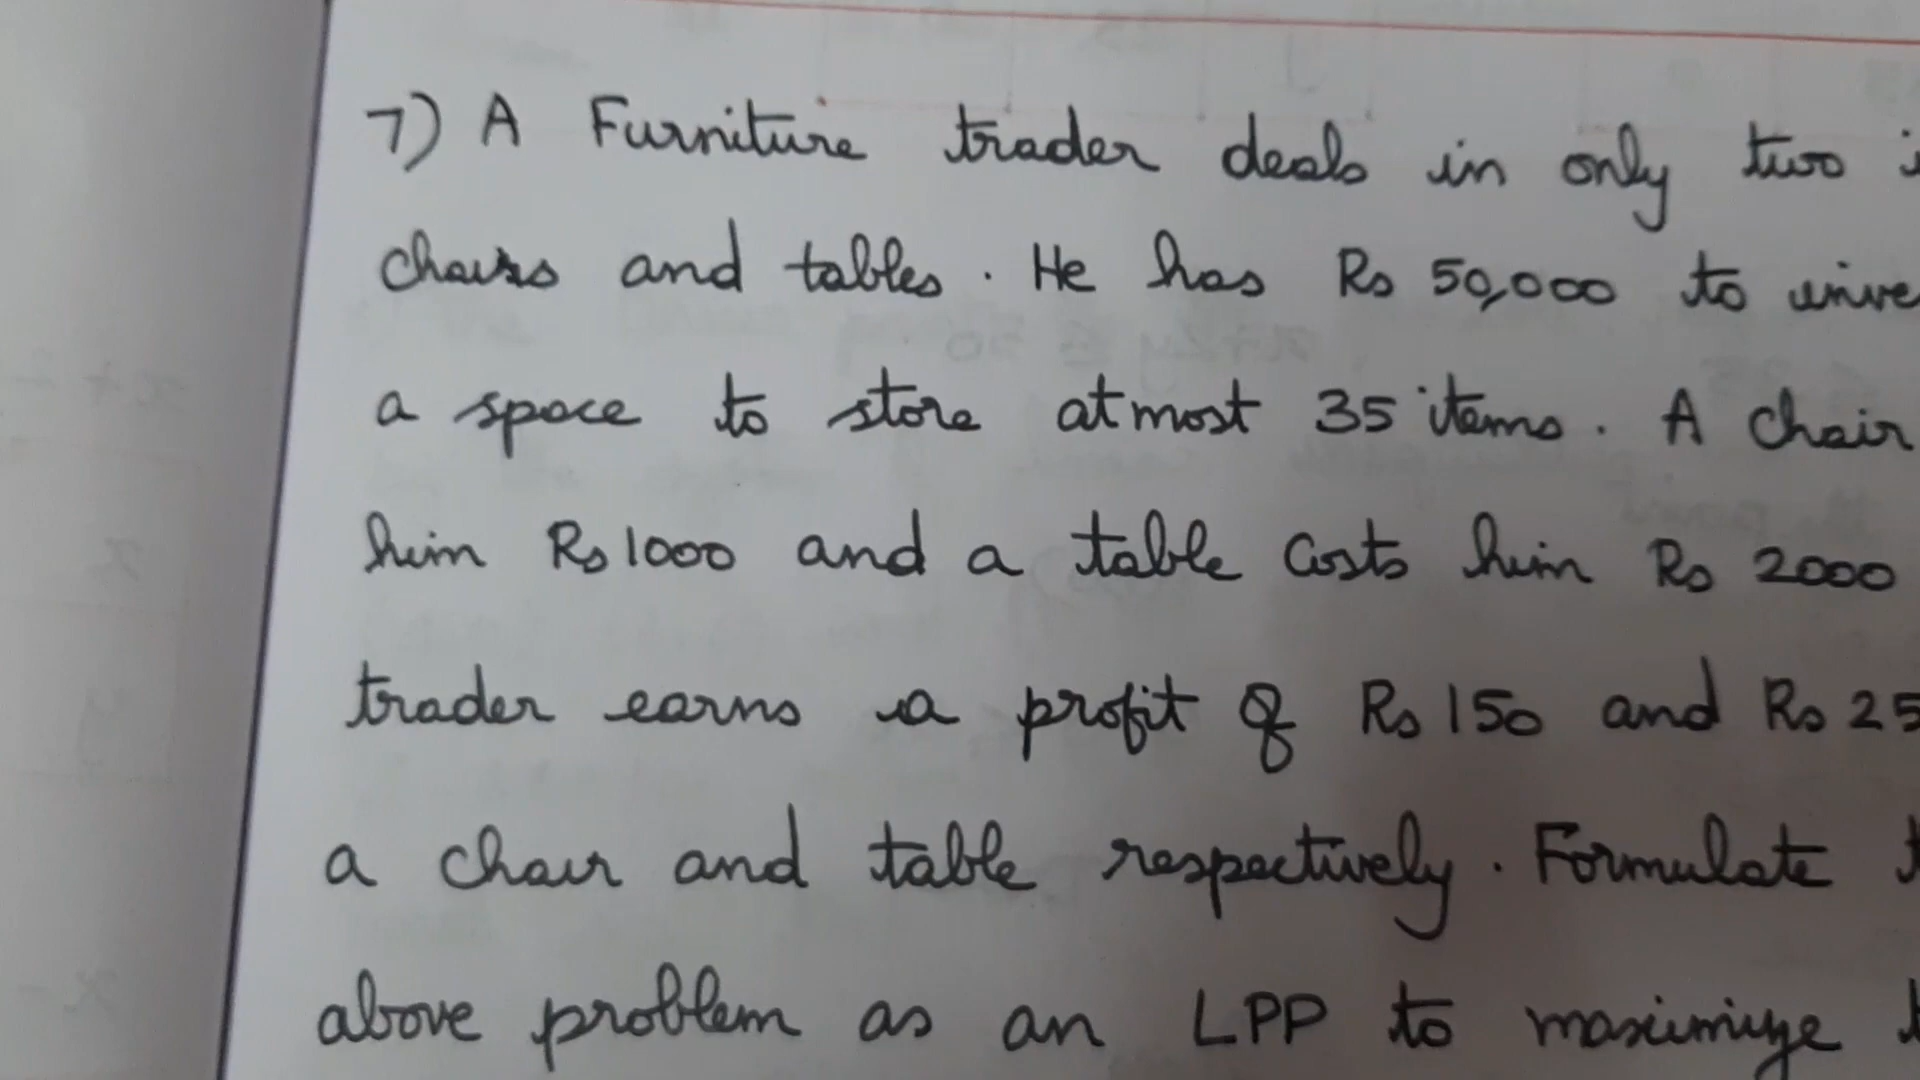 7) A Furniture trader deals in only two
chairs and tables. He has Rs 50,000 to inve
a space to store atmost 35 items. A chair
him Rs 1000 and a table costs him Rs 2000
trader earns a profit of Rs 150 and Rs 25
a chair and table respectively. Formulate
above problem as an LPP to maximize